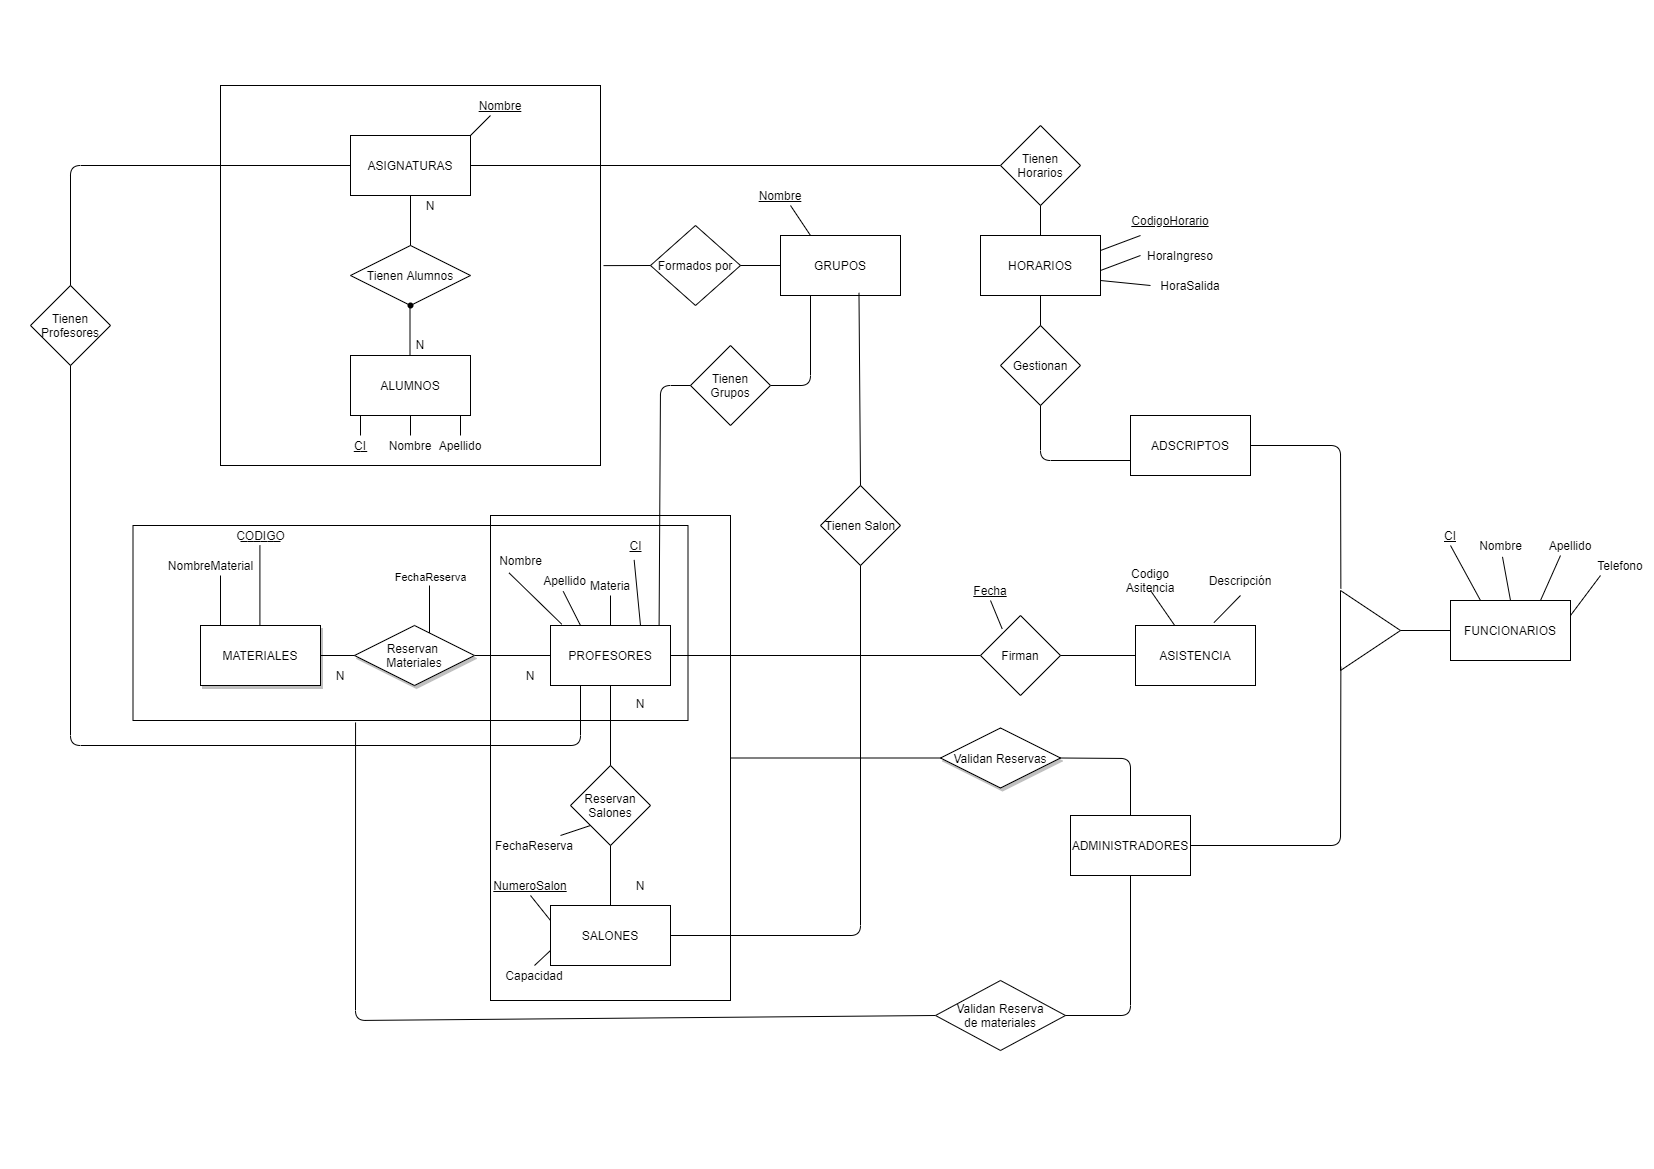 Nombre
ASIGNATURAS
N
Tienen Alumnos
N
ALUMNOS
CI
Nombre
Apellido
Tienen
Profesores
Formados por
Nombre
GRUPOS
Tienen
Grupos
Tienen
Horarios
CodigoHorario
HORARIOS
HoraIngreso
HoraSalida
Gestionan
ADSCRIPTOS
CODIGO
NombreMaterial
MATERIALES
N
FechaReserva
Reservan
Materiales
N
Nombre
Apellido
Materia
CI
PROFESORES
N
Tienen Salon
Reservan
Salones
FechaReserva
N
NumeroSalon
SALONES
Capacidad
Fecha
Firman
Codigo
Asitencia
Descripción
ASISTENCIA
CI
Nombre
Apellido
Telefono
FUNCIONARIOS
Validan Reservas
ADMINISTRADORES
Validan Reserva
de materiales